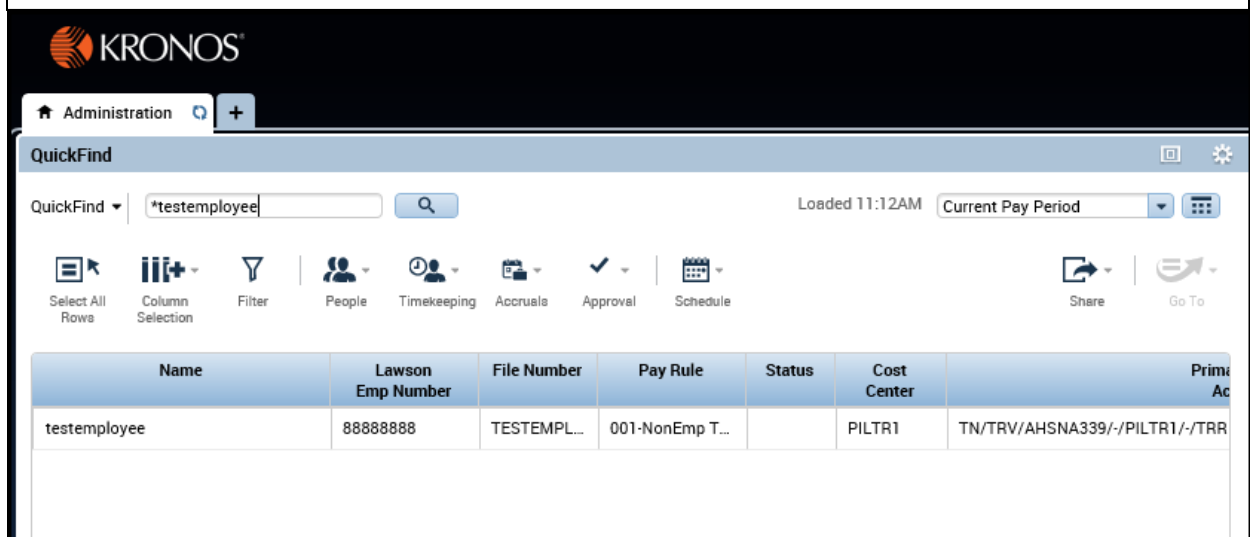 KRONOS
Administration +
QuickFind
QuickFind *testemployee Loaded 11:12AM Current Pay Period
Select All Rows Column Selection Filter People Timekeeping Accruals Approval Schedule Share Go To
Name Lawson Emp Number File Number Pay Rule Status Cost Center Prima Ac
testemployee 88888888 TESTEMPL... 001-NonEmp T... PILTR1 TN/TRV/AHSNA339/-/PILTR1/-/TRR